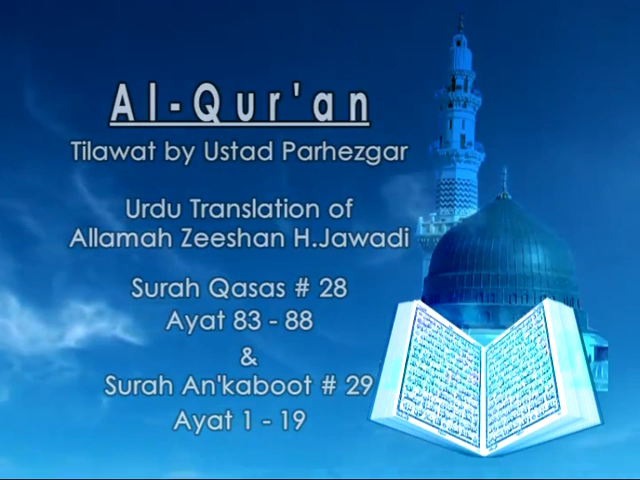 Al-Qur'an
Tilawat by Ustad Parhezgar
Urdu Translation of
Allamah Zeeshan H.Jawadi
Surah Qasas # 28
Ayat 83 - 88
&
Surah An'kaboot # 29
Ayat 1 - 19